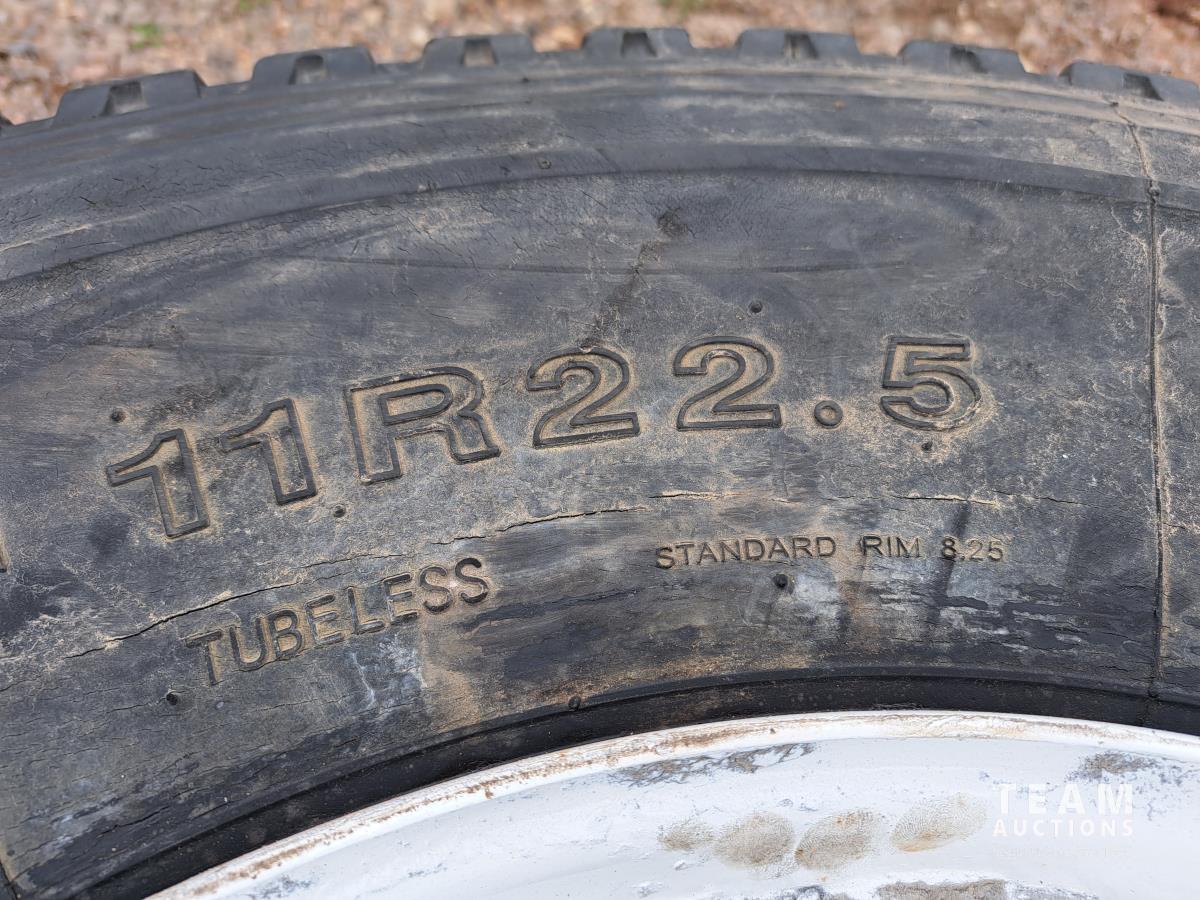 11R22.5
TUBELESS
STANDARD RIM 8.25
TEAM
AUCTIONS